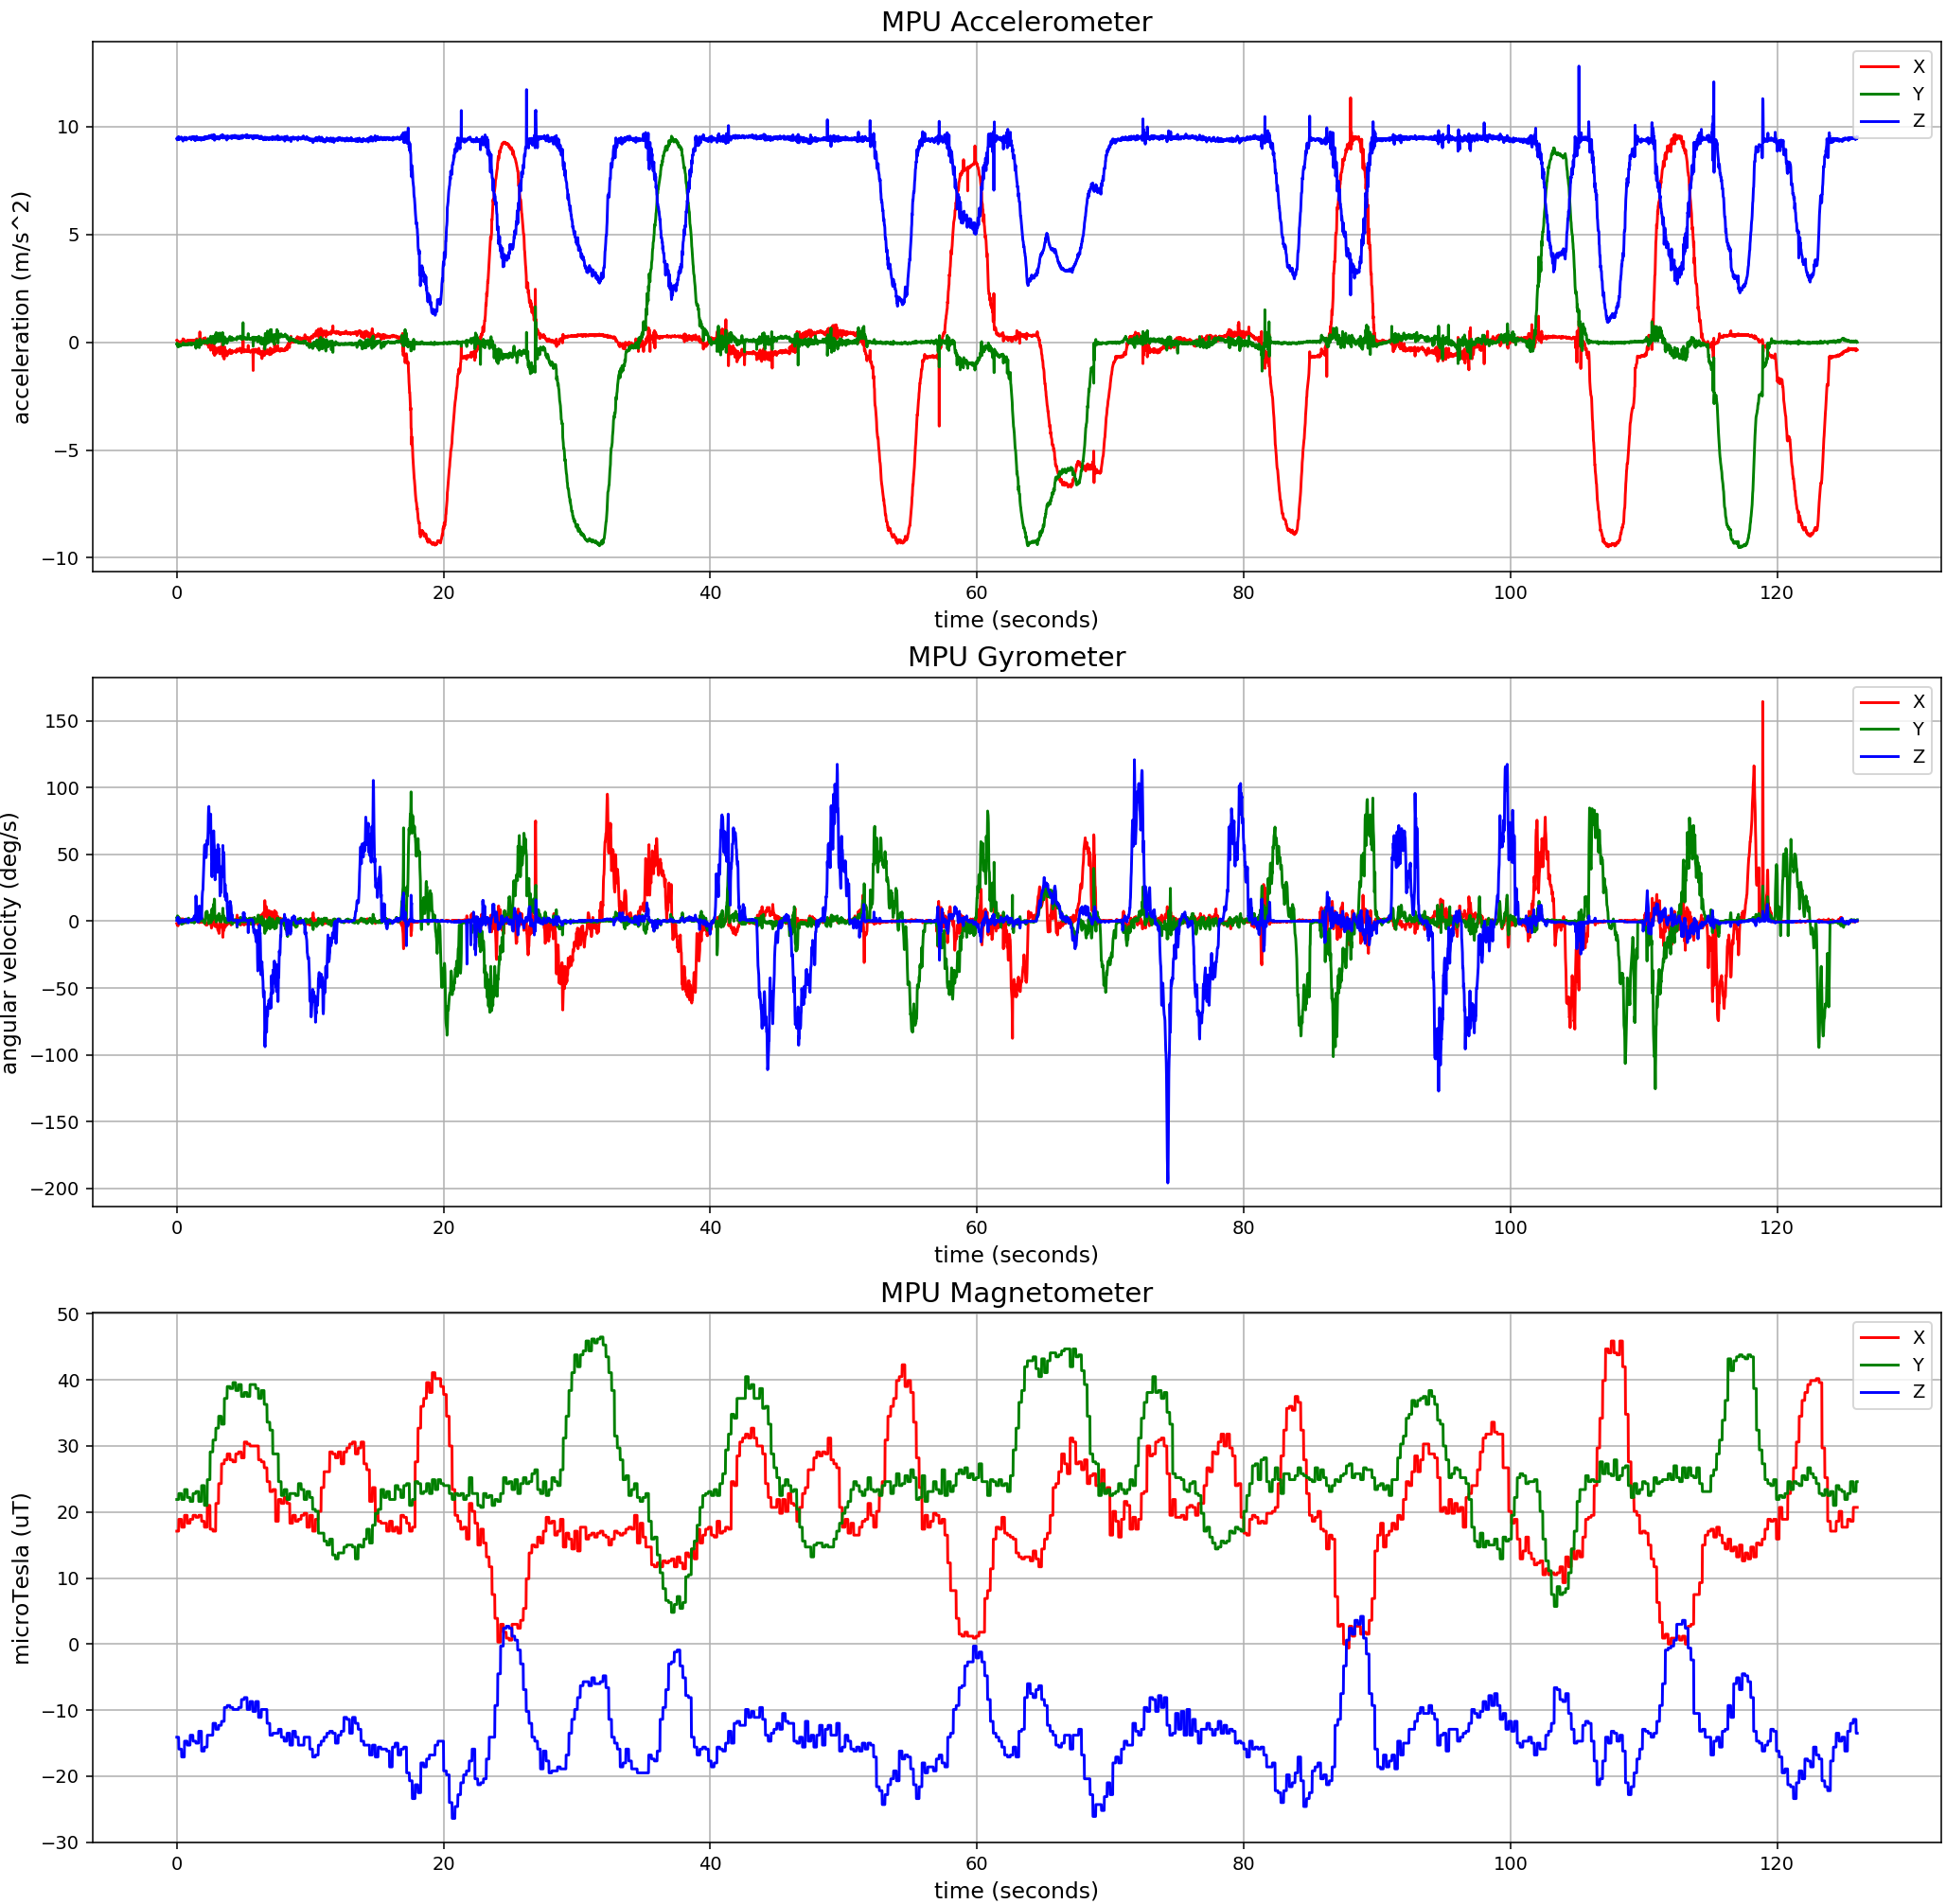 MPU Accelerometer
acceleration (m/s^2)
10
5
0
−5
−10
X
Y
Z
0 20 40 60 80 100 120
time (seconds)
MPU Gyrometer
angular velocity (deg/s)
150
100
50
0
−50
−100
−150
−200
X
Y
Z
0 20 40 60 80 100 120
time (seconds)
MPU Magnetometer
microTesla (uT)
50
40
30
20
10
0
−10
−20
−30
X
Y
Z
0 20 40 60 80 100 120
time (seconds)